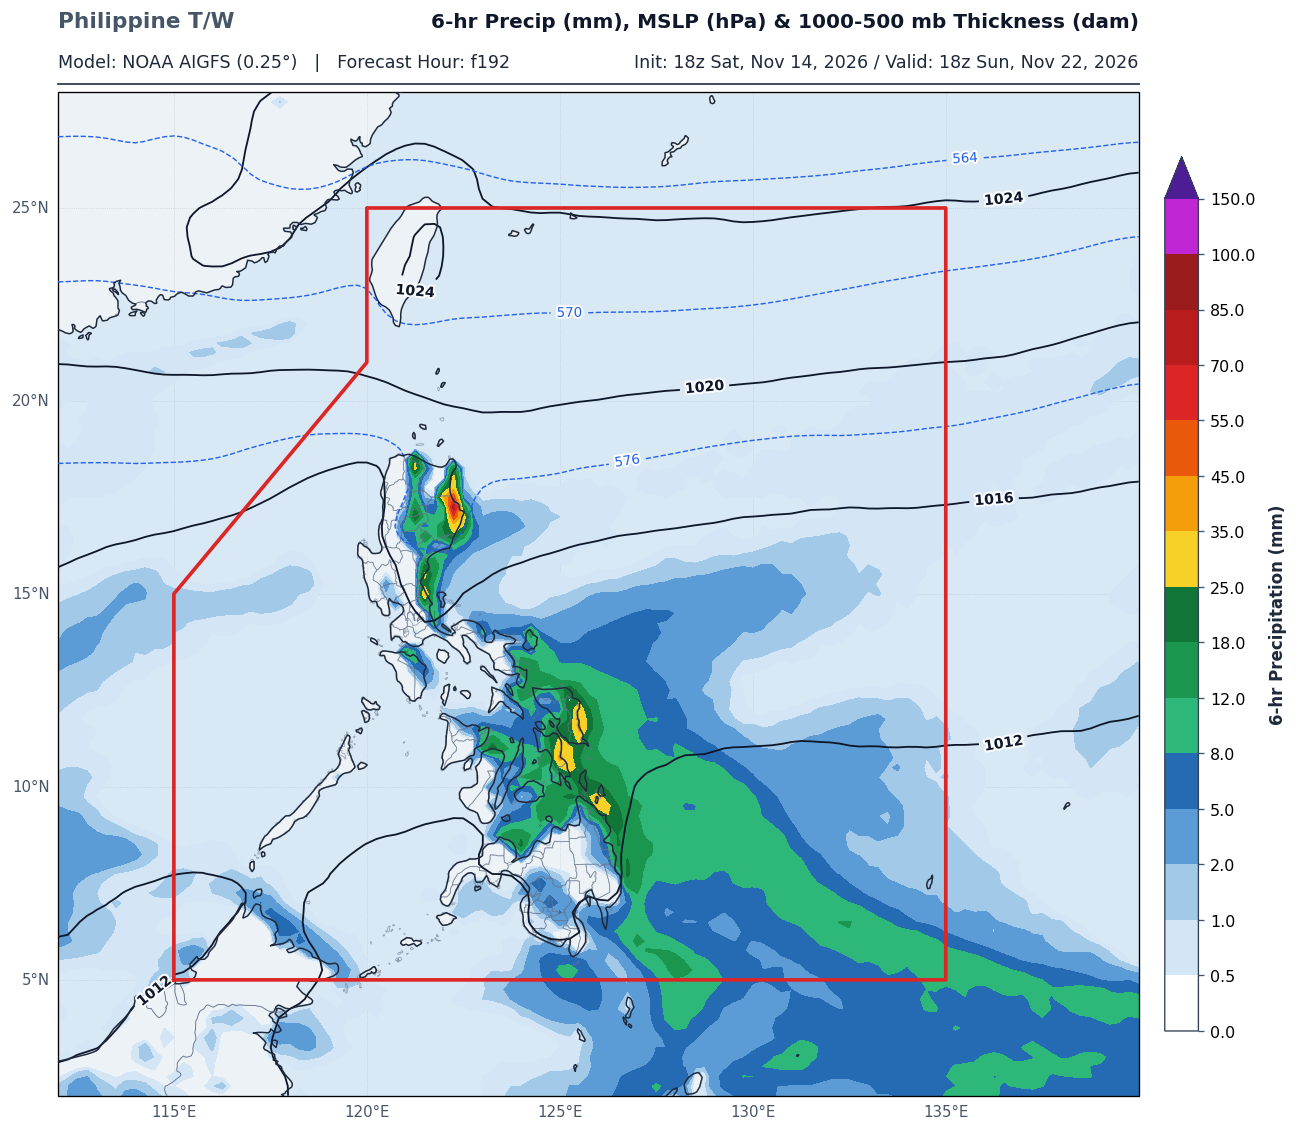 Philippine T/W
6-hr Precip (mm), MSLP (hPa) & 1000-500 mb Thickness (dam)
Model: NOAA AIGFS (0.25°) | Forecast Hour: f192
Init: 18z Sat, Nov 14, 2026 / Valid: 18z Sun, Nov 22, 2026
564
1024
25°N
1024
570
1020
20°N
576
1016
15°N
1012
10°N
5°N
1012
115°E
120°E
125°E
130°E
135°E
150.0
100.0
85.0
70.0
55.0
45.0
35.0
25.0
18.0
12.0
8.0
5.0
2.0
1.0
0.5
0.0
6-hr Precipitation (mm)